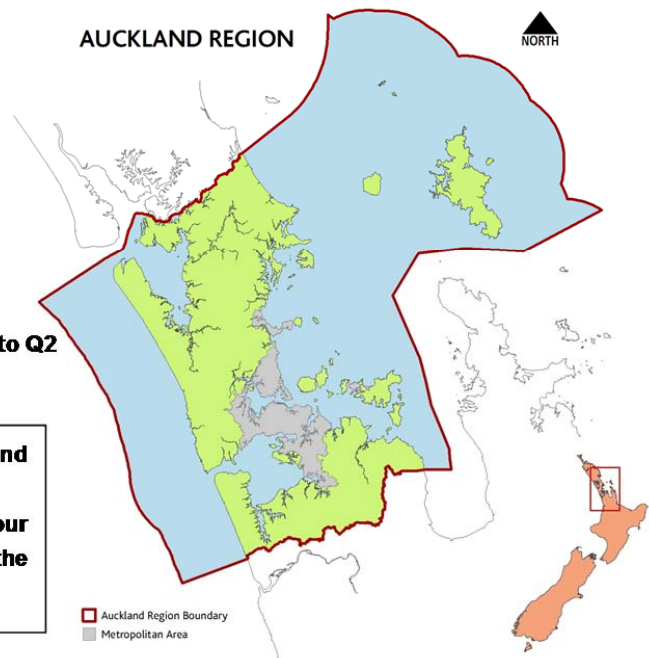 AUCKLAND REGION
NORTH
to Q2
nd
our
the
Auckland Region Boundary
Metropolitan Area